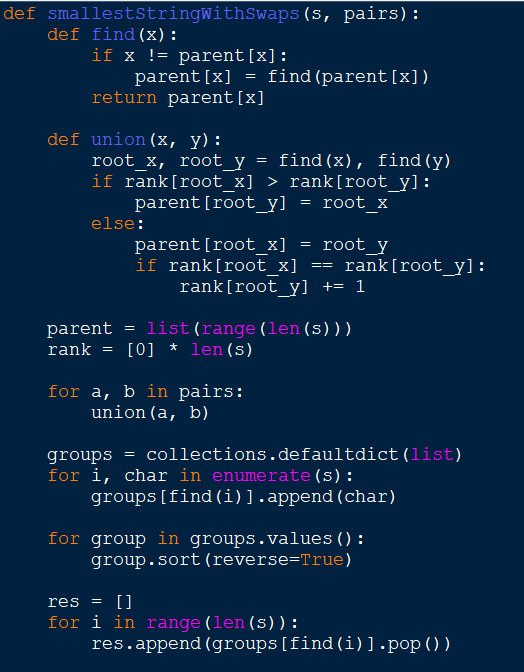 def smallestStringWithSwaps(s, pairs):
    def find(x):
        if x != parent[x]:
            parent[x] = find(parent[x])
        return parent[x]

    def union(x, y):
        root_x, root_y = find(x), find(y)
        if rank[root_x] > rank[root_y]:
            parent[root_y] = root_x
        else:
            parent[root_x] = root_y
            if rank[root_x] == rank[root_y]:
                rank[root_y] += 1

    parent = list(range(len(s)))
    rank = [0] * len(s)

    for a, b in pairs:
        union(a, b)

    groups = collections.defaultdict(list)
    for i, char in enumerate(s):
        groups[find(i)].append(char)

    for group in groups.values():
        group.sort(reverse=True)

    res = []
    for i in range(len(s)):
        res.append(groups[find(i)].pop())